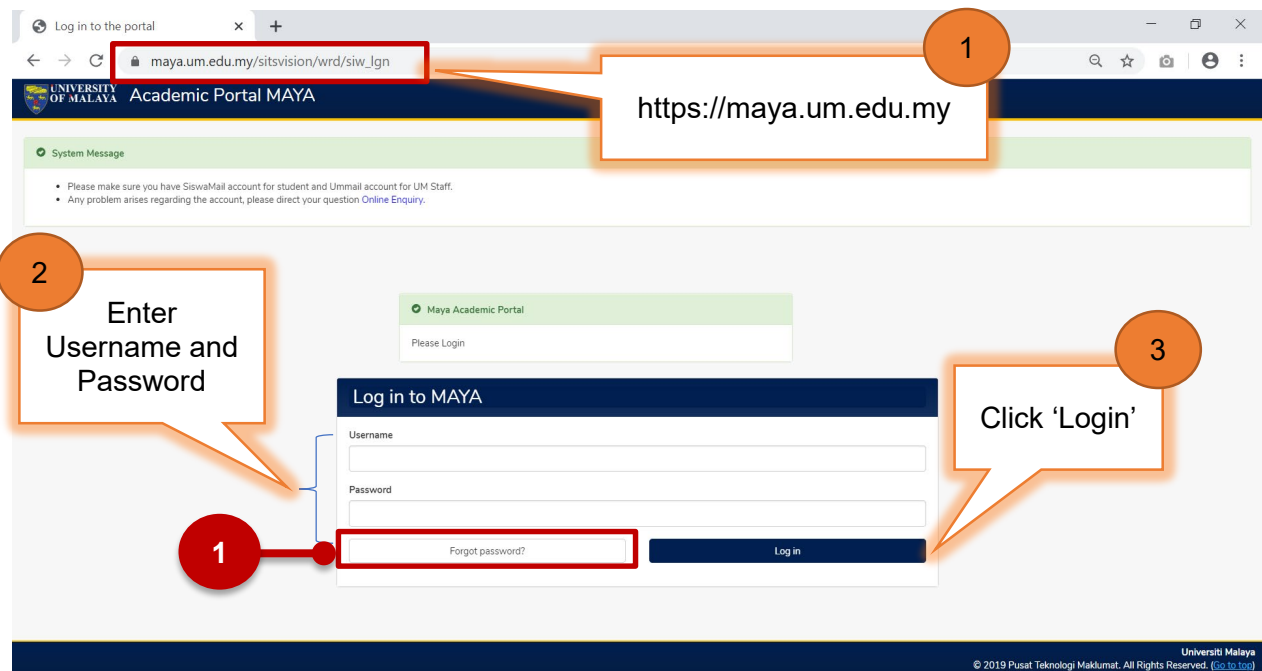 Log in to the portal
1
maya.um.edu.my/sitsvision/wrd/siw_lgn
https://maya.um.edu.my
UNIVERSITY
OF MALAYA
Academic Portal MAYA
System Message
Please make sure you have SiswaMail account for student and Ummail account for UM Staff.
Any problem arises regarding the account, please direct your question Online Enquiry.
2
Enter
Username and
Password
Maya Academic Portal
Please Login
3
Click ‘Login’
Log in to MAYA
Username
Password
1
Forgot password?
Log in
Universiti Malaya
© 2019 Pusat Teknologi Maklumat. All Rights Reserved. (Go to top)